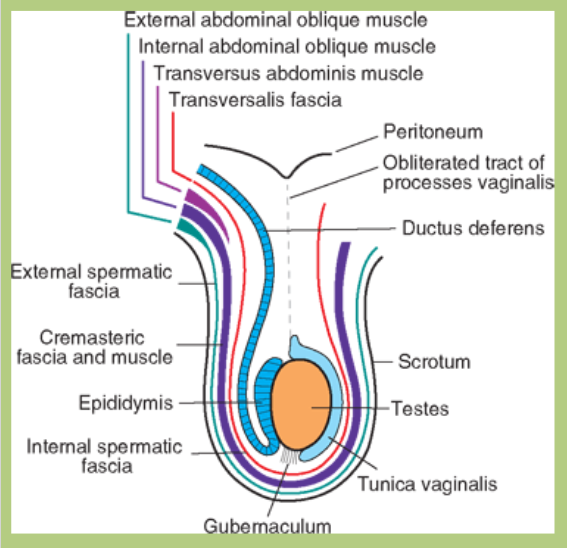 External abdominal oblique muscle
Internal abdominal oblique muscle
Transversus abdominis muscle
Transversalis fascia
Peritoneum
Obliterated tract of
processes vaginalis
Ductus deferens
External spermatic
fascia
Cremasteric
fascia and muscle
Scrotum
Epididymis
Testes
Internal spermatic
fascia
Tunica vaginalis
Gubernaculum